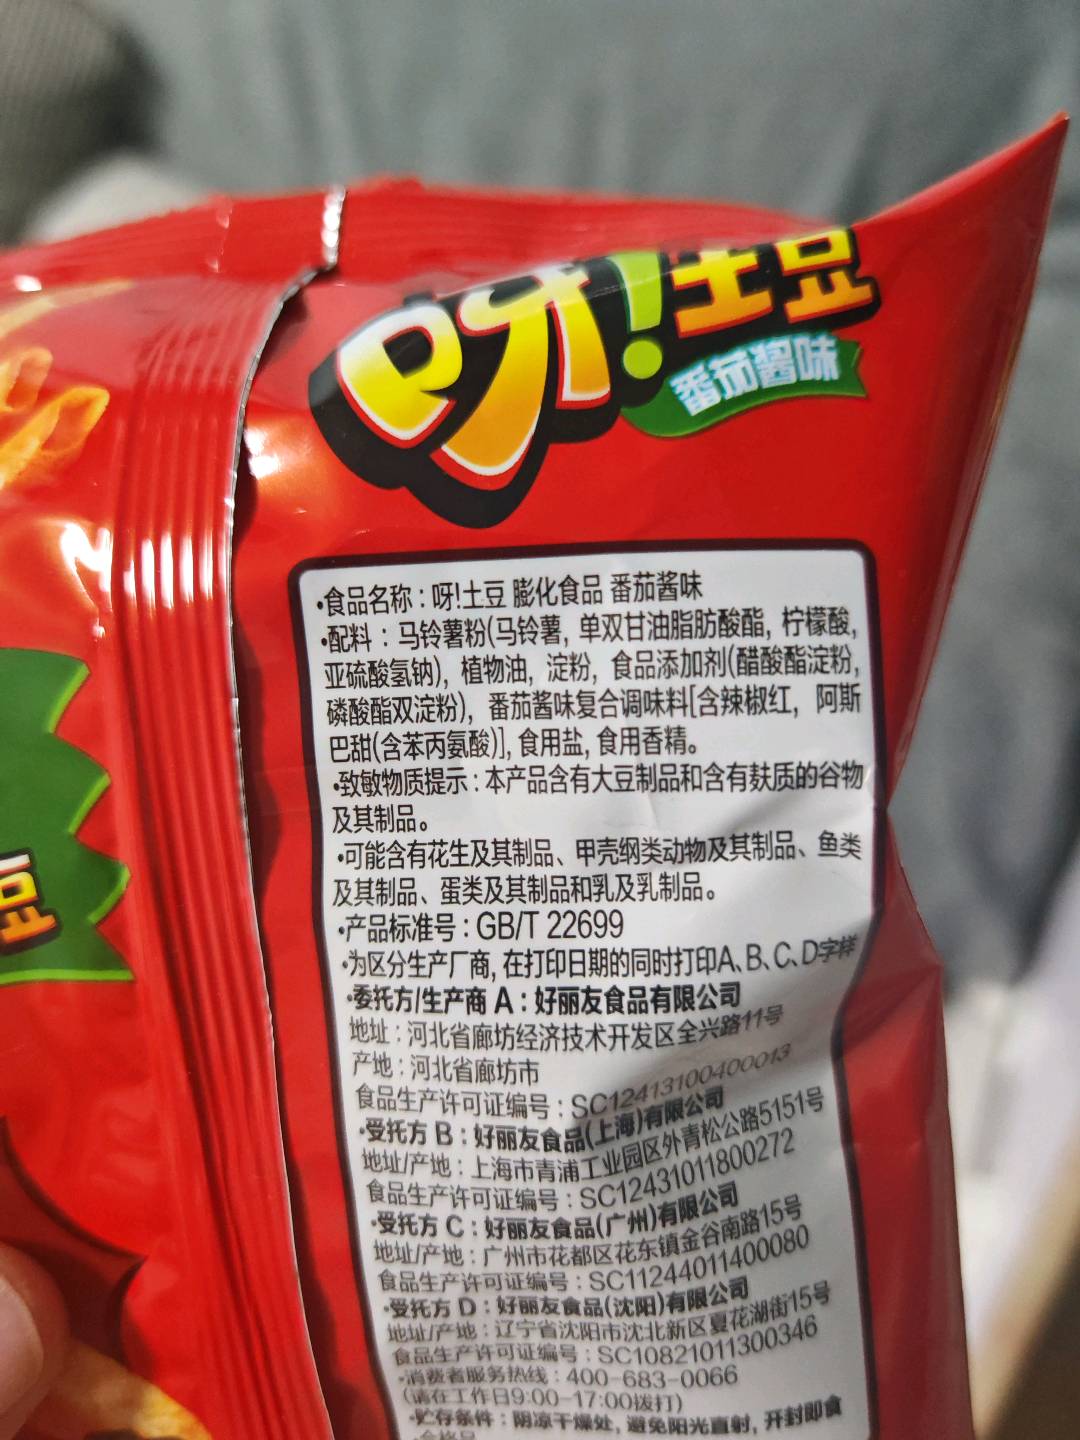 呀!土豆
番茄酱味
•食品名称:呀!土豆 膨化食品 番茄酱味
•配料:马铃薯粉(马铃薯, 单双甘油脂肪酸酯, 柠檬酸,
亚硫酸氢钠), 植物油, 淀粉, 食品添加剂(醋酸酯淀粉,
磷酸酯双淀粉), 番茄酱味复合调味料[含辣椒红, 阿斯
巴甜(含苯丙氨酸)], 食用盐, 食用香精。
•致敏物质提示:本产品含有大豆制品和含有麸质的谷物
及其制品。
•可能含有花生及其制品、甲壳纲类动物及其制品、鱼类
及其制品、蛋类及其制品和乳及乳制品。
•产品标准号:GB/T 22699
•为区分生产厂商, 在打印日期的同时打印A、B、C、D字样
•委托方/生产商 A:好丽友食品有限公司
地址:河北省廊坊经济技术开发区全兴路11号
产地:河北省廊坊市
食品生产许可证编号:SC12413100400013
•受托方 B:好丽友食品(上海)有限公司
地址/产地:上海市青浦工业园区外青松公路5151号
食品生产许可证编号:SC12431011800272
•受托方 C:好丽友食品(广州)有限公司
地址/产地:广州市花都区花东镇金谷南路15号
食品生产许可证编号:SC11244011400080
•受托方 D:好丽友食品(沈阳)有限公司
地址/产地:辽宁省沈阳市沈北新区夏花湖街15号
食品生产许可证编号:SC10821011300346
•消费者服务热线:400-683-0066
(请在工作日9:00-17:00拨打)
•贮存条件:阴凉干燥处, 避免阳光直射, 开封即食
豆